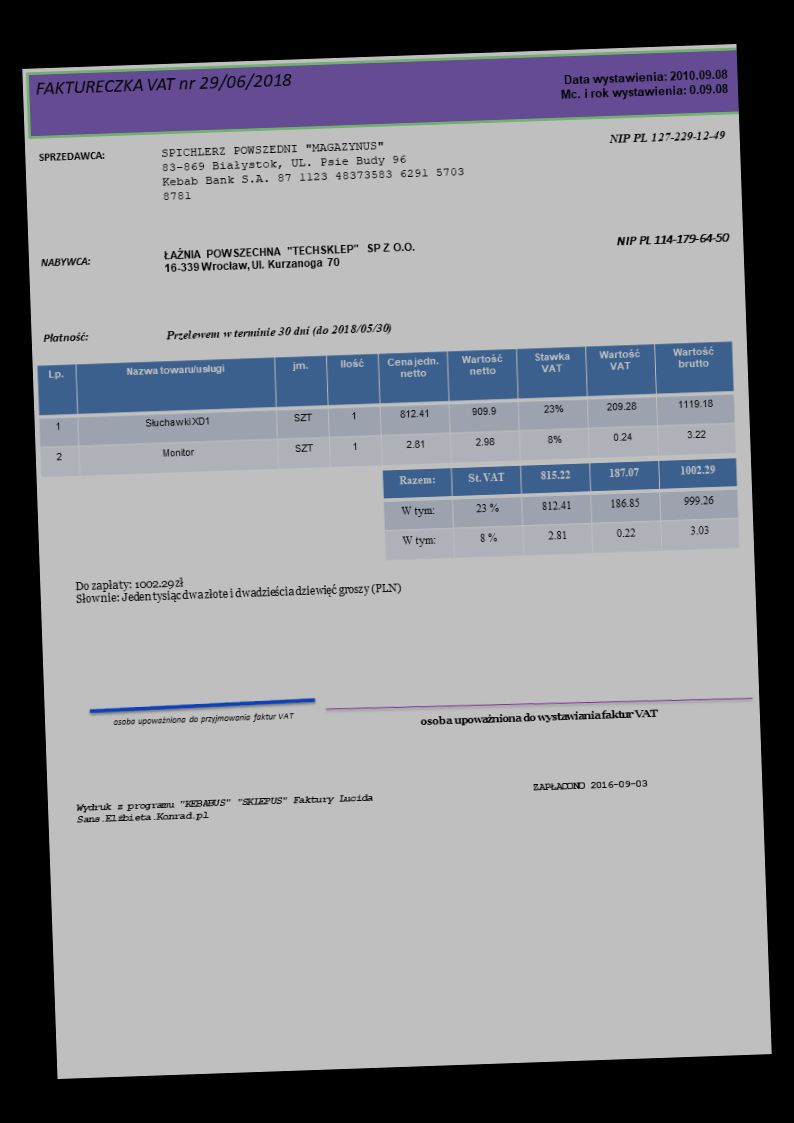 FAKTURECZKA VAT nr 29/06/2018
Data wystawienia: 2010.09.08
Mc. i rok wystawienia: 0.09.08
SPRZEDAWCA:
SPICHLERZ POWSZEDNI "MAGAZYNUS"
83-869 Białystok, UL. Psie Budy 96
Kebab Bank S.A. 87 1123 48373583 6291 5703
8781
NIP PL 127-229-12-49
NABYWCA:
ŁAŹNIA POWSZECHNA "TECHSKLEP" SP Z O.O.
16-339 Wrocław, Ul. Kurzanoga 70
NIP PL 114-179-64-50
Płatność:
Przelewem w terminie 30 dni (do 2018/05/30)
Lp. Nazwa towaru/usługi jm. Ilość Cena jedn. netto Wartość netto Stawka VAT Wartość VAT Wartość brutto
1 Słuchawki XD1 SZT 1 812.41 909.9 23% 209.28 1119.18
2 Monitor SZT 1 2.81 2.98 8% 0.24 3.22
Razem: St. VAT 815.22 187.07 1002.29
W tym: 23 % 812.41 186.85 999.26
W tym: 8 % 2.81 0.22 3.03
Do zapłaty: 1002.29 zł
Słownie: Jeden tysiąc dwa złote i dwadzieścia dziewięć groszy (PLN)
osoba upoważniona do przyjmowania faktur VAT
osoba upoważniona do wystawiania faktur VAT
Wydruk z programu "KEBABUS" "SKLEPUS" Faktury Lucida
Sans.Elżbieta.Konrad.pl
ZAPŁACONO 2016-09-03